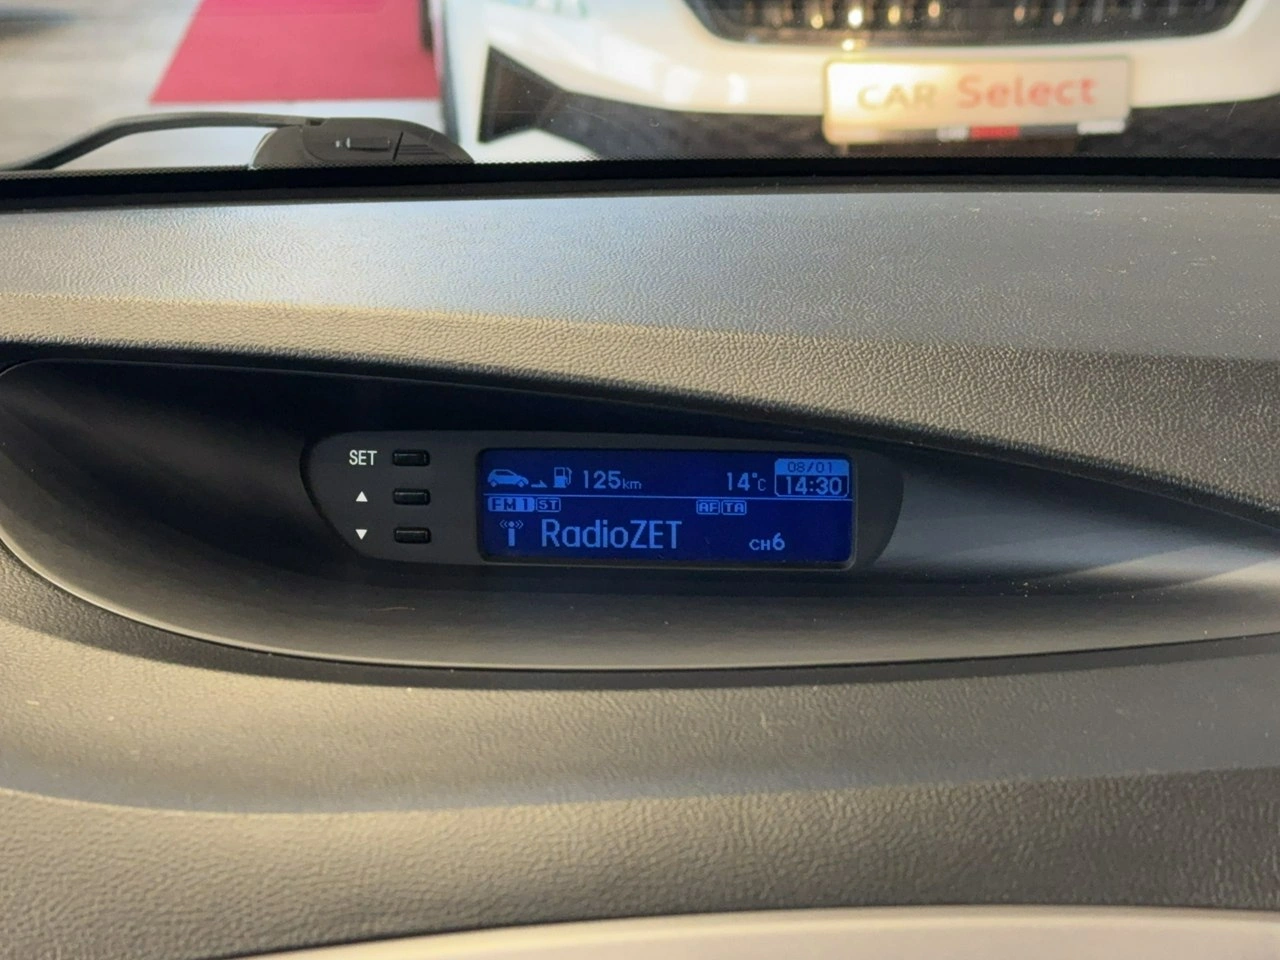 CAR Select
SET
▲
▼
125km 14°C 08/01
14:30
FM1 ST AF TA
RadioZET CH6